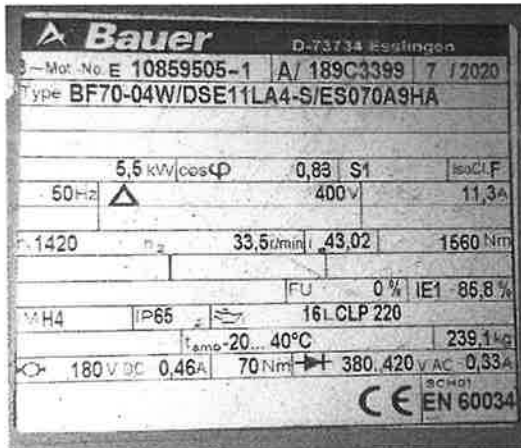 Bauer
D-73734 Esslingen
3~Mot.-No. E 10859505-1 A/ 189C3399 7 / 2020
Type BF70-04W/DSE11LA4-S/ES070A9HA
5,5 kW cosφ 0,83 S1 Iso.Cl. F
50Hz Δ 400V 11,3A
1420 n2 33,5r/min i 43,02 1560 Nm
FU 0 % IE1 85,8 %
H4 IP65 16L CLP 220
tamb -20... 40°C 239,1kg
180 V DC 0,46A 70 Nm 380..420 V AC 0,33A
SCH01
CE EN 60034